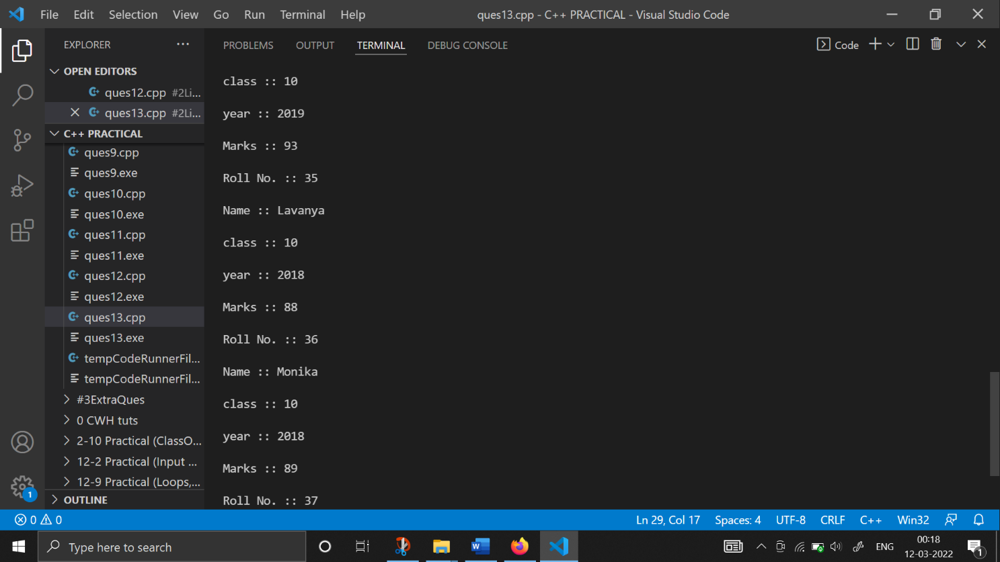 File Edit Selection View Go Run Terminal Help ques13.cpp - C++ PRACTICAL - Visual Studio Code
EXPLORER
OPEN EDITORS
ques12.cpp #2Li...
ques13.cpp #2Li...
C++ PRACTICAL
ques9.cpp
ques9.exe
ques10.cpp
ques10.exe
ques11.cpp
ques11.exe
ques12.cpp
ques12.exe
ques13.cpp
ques13.exe
tempCodeRunnerFil...
tempCodeRunnerFil...
#3ExtraQues
0 CWH tuts
2-10 Practical (ClassO...
12-2 Practical (Input ...
12-9 Practical (Loops,...
OUTLINE
1
PROBLEMS OUTPUT TERMINAL DEBUG CONSOLE Code
class :: 10
year :: 2019
Marks :: 93
Roll No. :: 35
Name :: Lavanya
class :: 10
year :: 2018
Marks :: 88
Roll No. :: 36
Name :: Monika
class :: 10
year :: 2018
Marks :: 89
Roll No. :: 37
0 0 Ln 29, Col 17 Spaces: 4 UTF-8 CRLF C++ Win32
Type here to search
ENG
00:18
12-03-2022
1